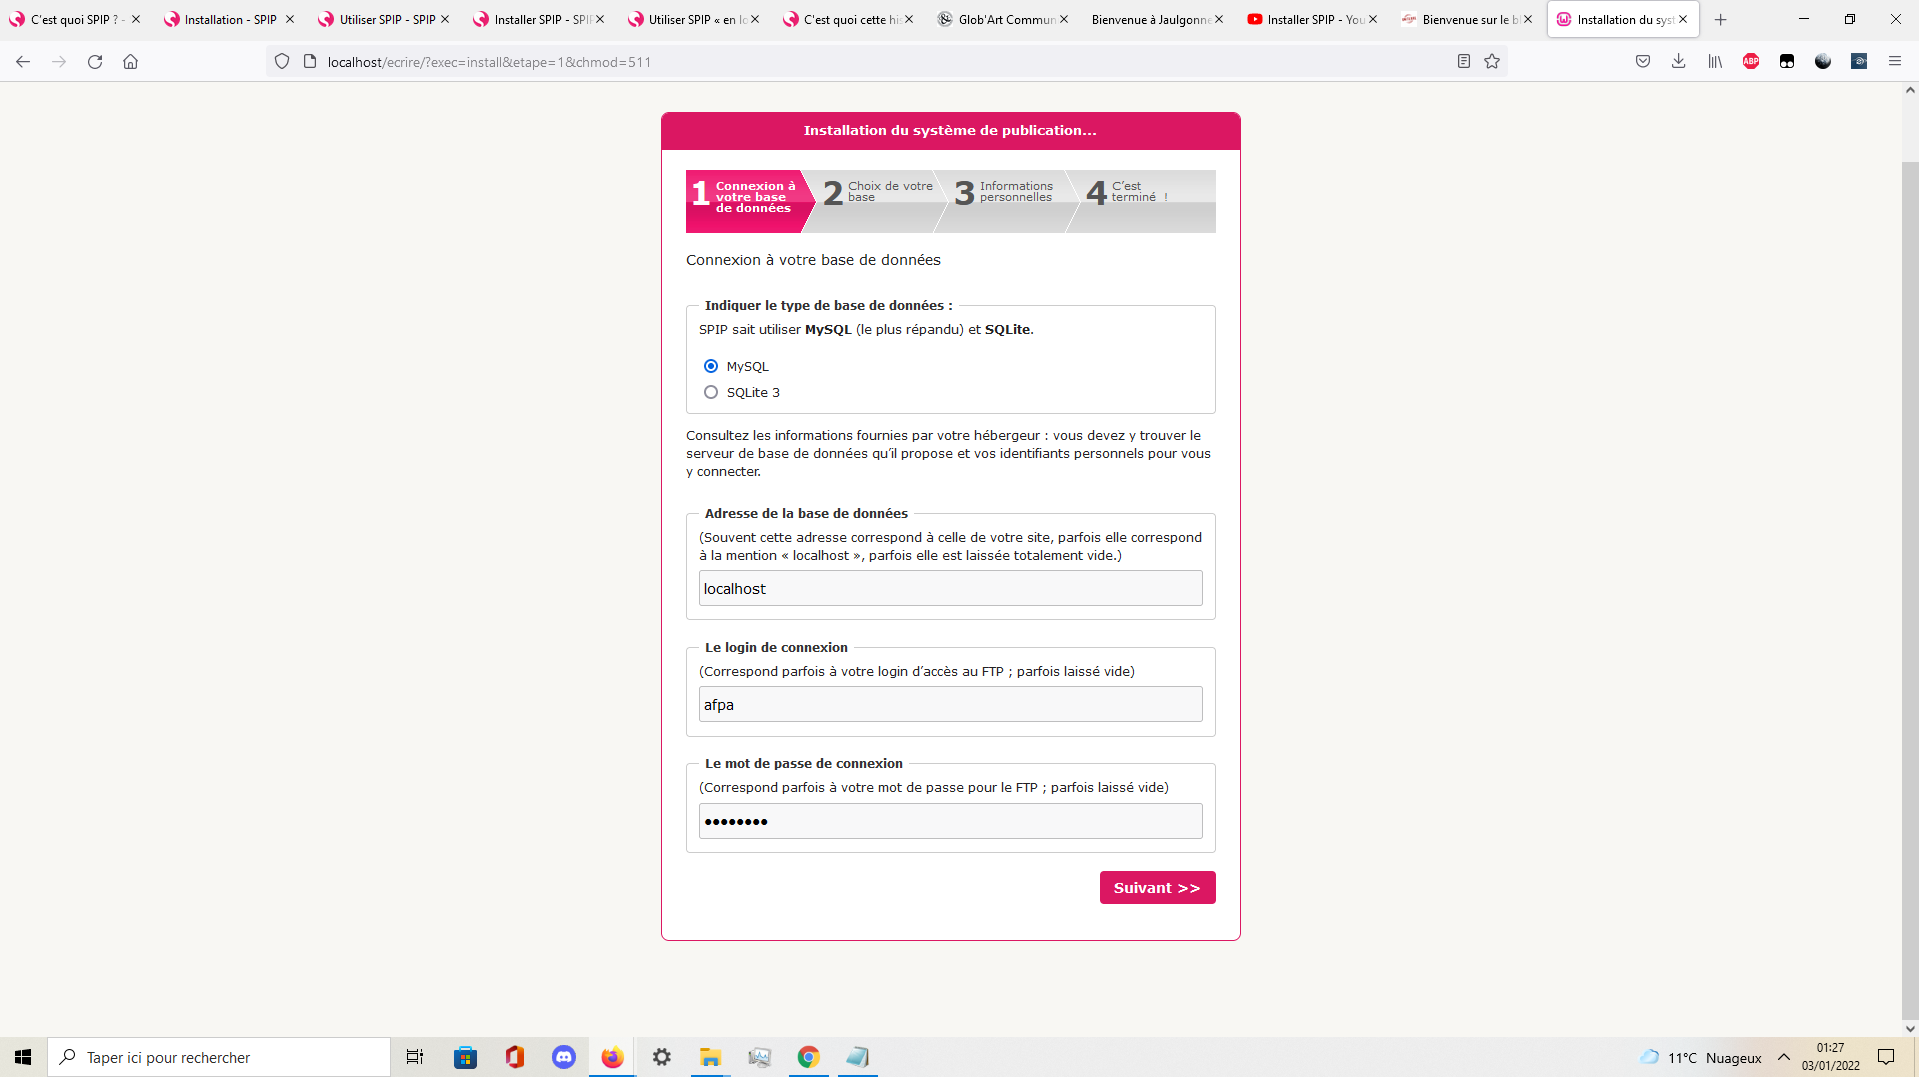 C'est quoi SPIP ? -
Installation - SPIP
Utiliser SPIP - SPIP
Installer SPIP - SPIP
Utiliser SPIP « en lo
C'est quoi cette his
Glob'Art Commun
Bienvenue à Jaulgonne
Installer SPIP - You
Bienvenue sur le bl
Installation du syst
localhost/ecrire/?exec=install&etape=1&chmod=511
ABP
Installation du système de publication...
1 Connexion à votre base de données
2 Choix de votre base
3 Informations personnelles
4 C’est terminé !
Connexion à votre base de données
Indiquer le type de base de données :
SPIP sait utiliser MySQL (le plus répandu) et SQLite.
MySQL
SQLite 3
Consultez les informations fournies par votre hébergeur : vous devez y trouver le
serveur de base de données qu’il propose et vos identifiants personnels pour vous
y connecter.
Adresse de la base de données
(Souvent cette adresse correspond à celle de votre site, parfois elle correspond
à la mention « localhost », parfois elle est laissée totalement vide.)
localhost
Le login de connexion
(Correspond parfois à votre login d’accès au FTP ; parfois laissé vide)
afpa
Le mot de passe de connexion
(Correspond parfois à votre mot de passe pour le FTP ; parfois laissé vide)
••••••••
Suivant >>
Taper ici pour rechercher
11°C Nuageux
01:27
03/01/2022